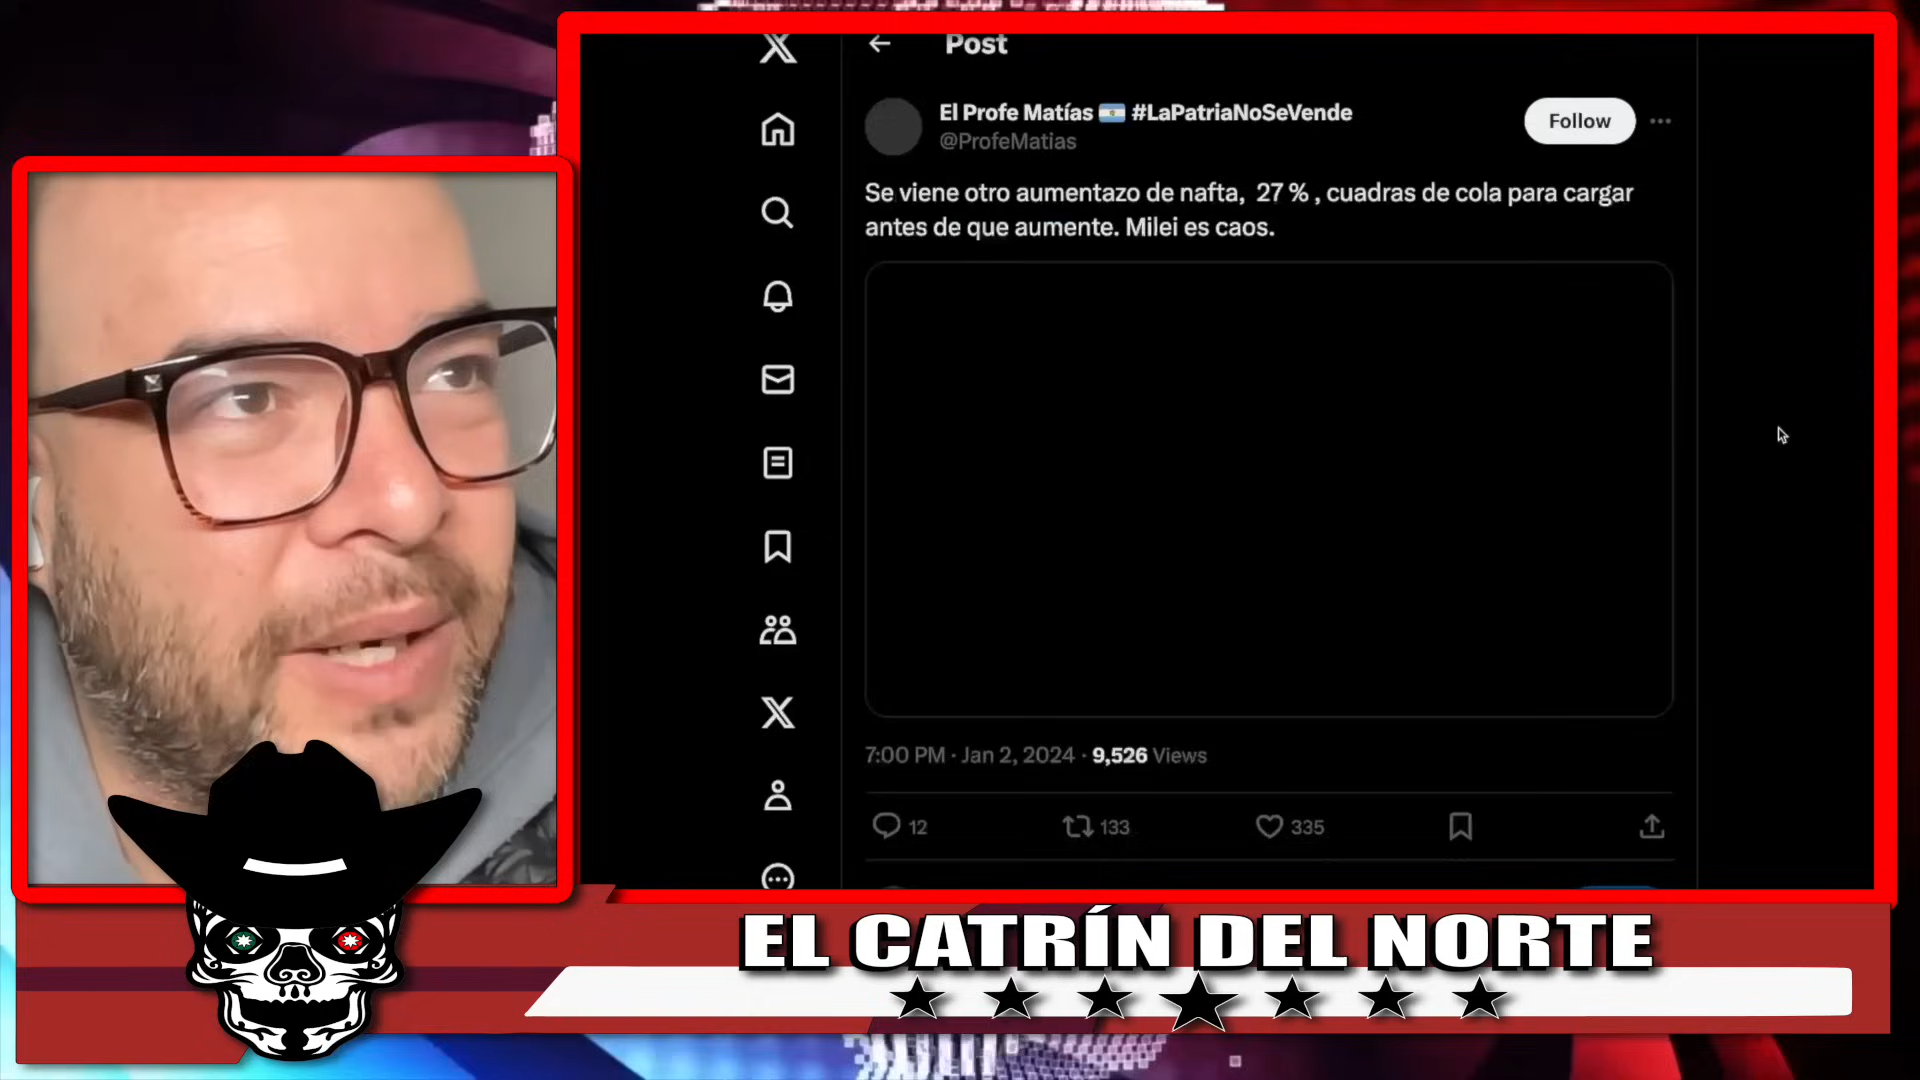 Post
El Profe Matías 🇦🇷 #LaPatriaNoSeVende
@ProfeMatias
Follow
Se viene otro aumentazo de nafta, 27 % , cuadras de cola para cargar
antes de que aumente. Milei es caos.
7:00 PM · Jan 2, 2024 · 9,526 Views
12 133 335
EL CATRÍN DEL NORTE